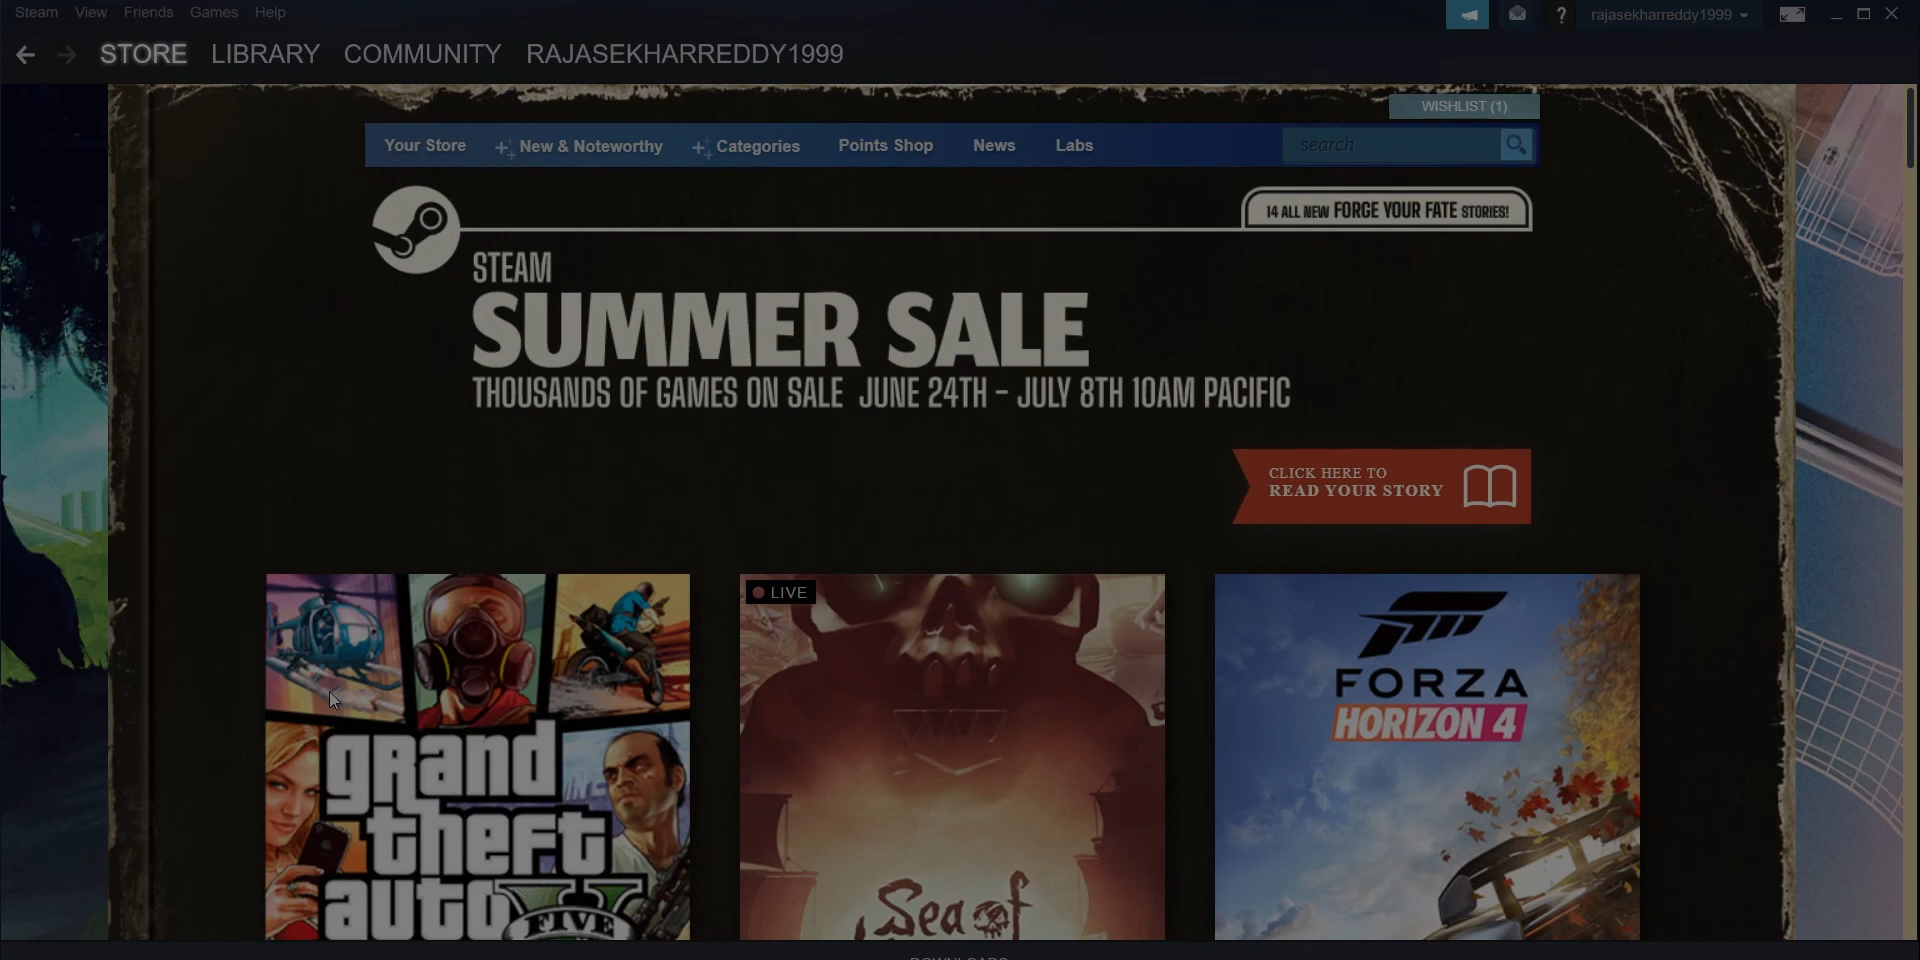 Steam View Friends Games Help
rajasekharreddy1999
STORE LIBRARY COMMUNITY RAJASEKHARREDDY1999
WISHLIST (1)
Your Store New & Noteworthy Categories Points Shop News Labs
search
14 ALL NEW FORGE YOUR FATE STORIES!
STEAM
SUMMER SALE
THOUSANDS OF GAMES ON SALE JUNE 24TH - JULY 8TH 10AM PACIFIC
CLICK HERE TO
READ YOUR STORY
LIVE
FORZA
HORIZON 4
grand
theft
auto
V
FIVE
Sea of
DOWNLOADS